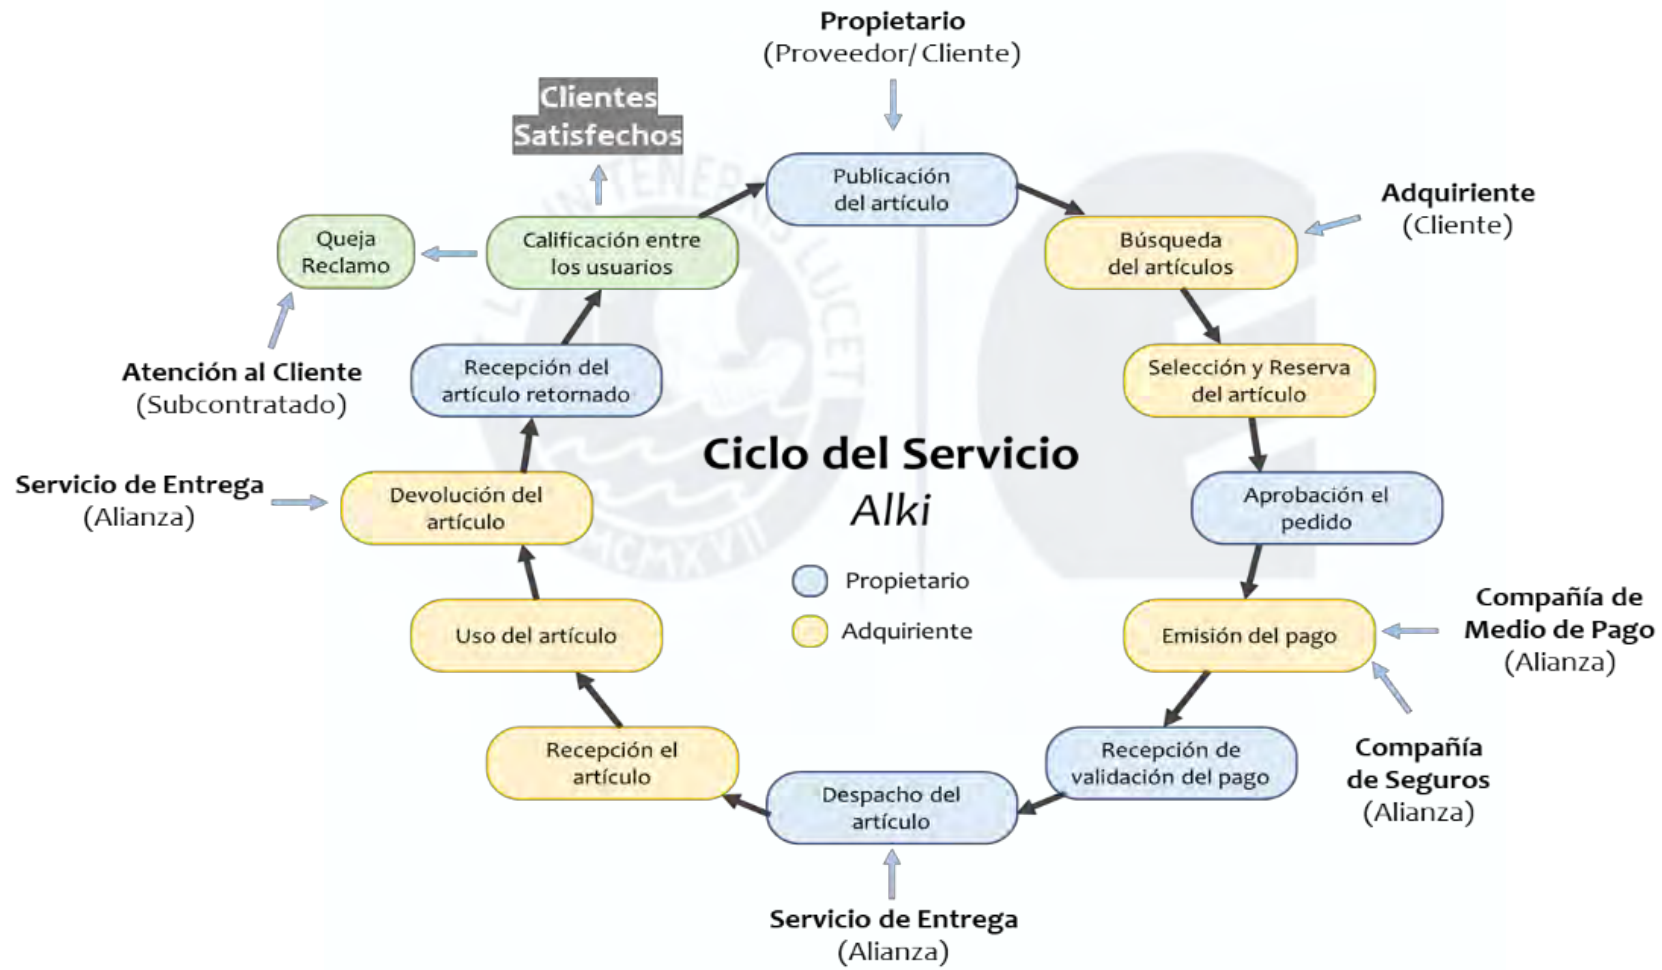 Propietario
(Proveedor/ Cliente)
Clientes
Satisfechos
Publicación
del artículo
Adquiriente
(Cliente)
Queja
Reclamo
Calificación entre
los usuarios
Búsqueda
del artículos
Atención al Cliente
(Subcontratado)
Recepción del
artículo retornado
Selección y Reserva
del artículo
Ciclo del Servicio
Alki
Servicio de Entrega
(Alianza)
Devolución del
artículo
Aprobación el
pedido
Propietario
Adquiriente
Uso del artículo
Emisión del pago
Compañía de
Medio de Pago
(Alianza)
Recepción el
artículo
Despacho del
artículo
Recepción de
validación del pago
Compañía
de Seguros
(Alianza)
Servicio de Entrega
(Alianza)
TENEBRIS LUCET
MCMXVII